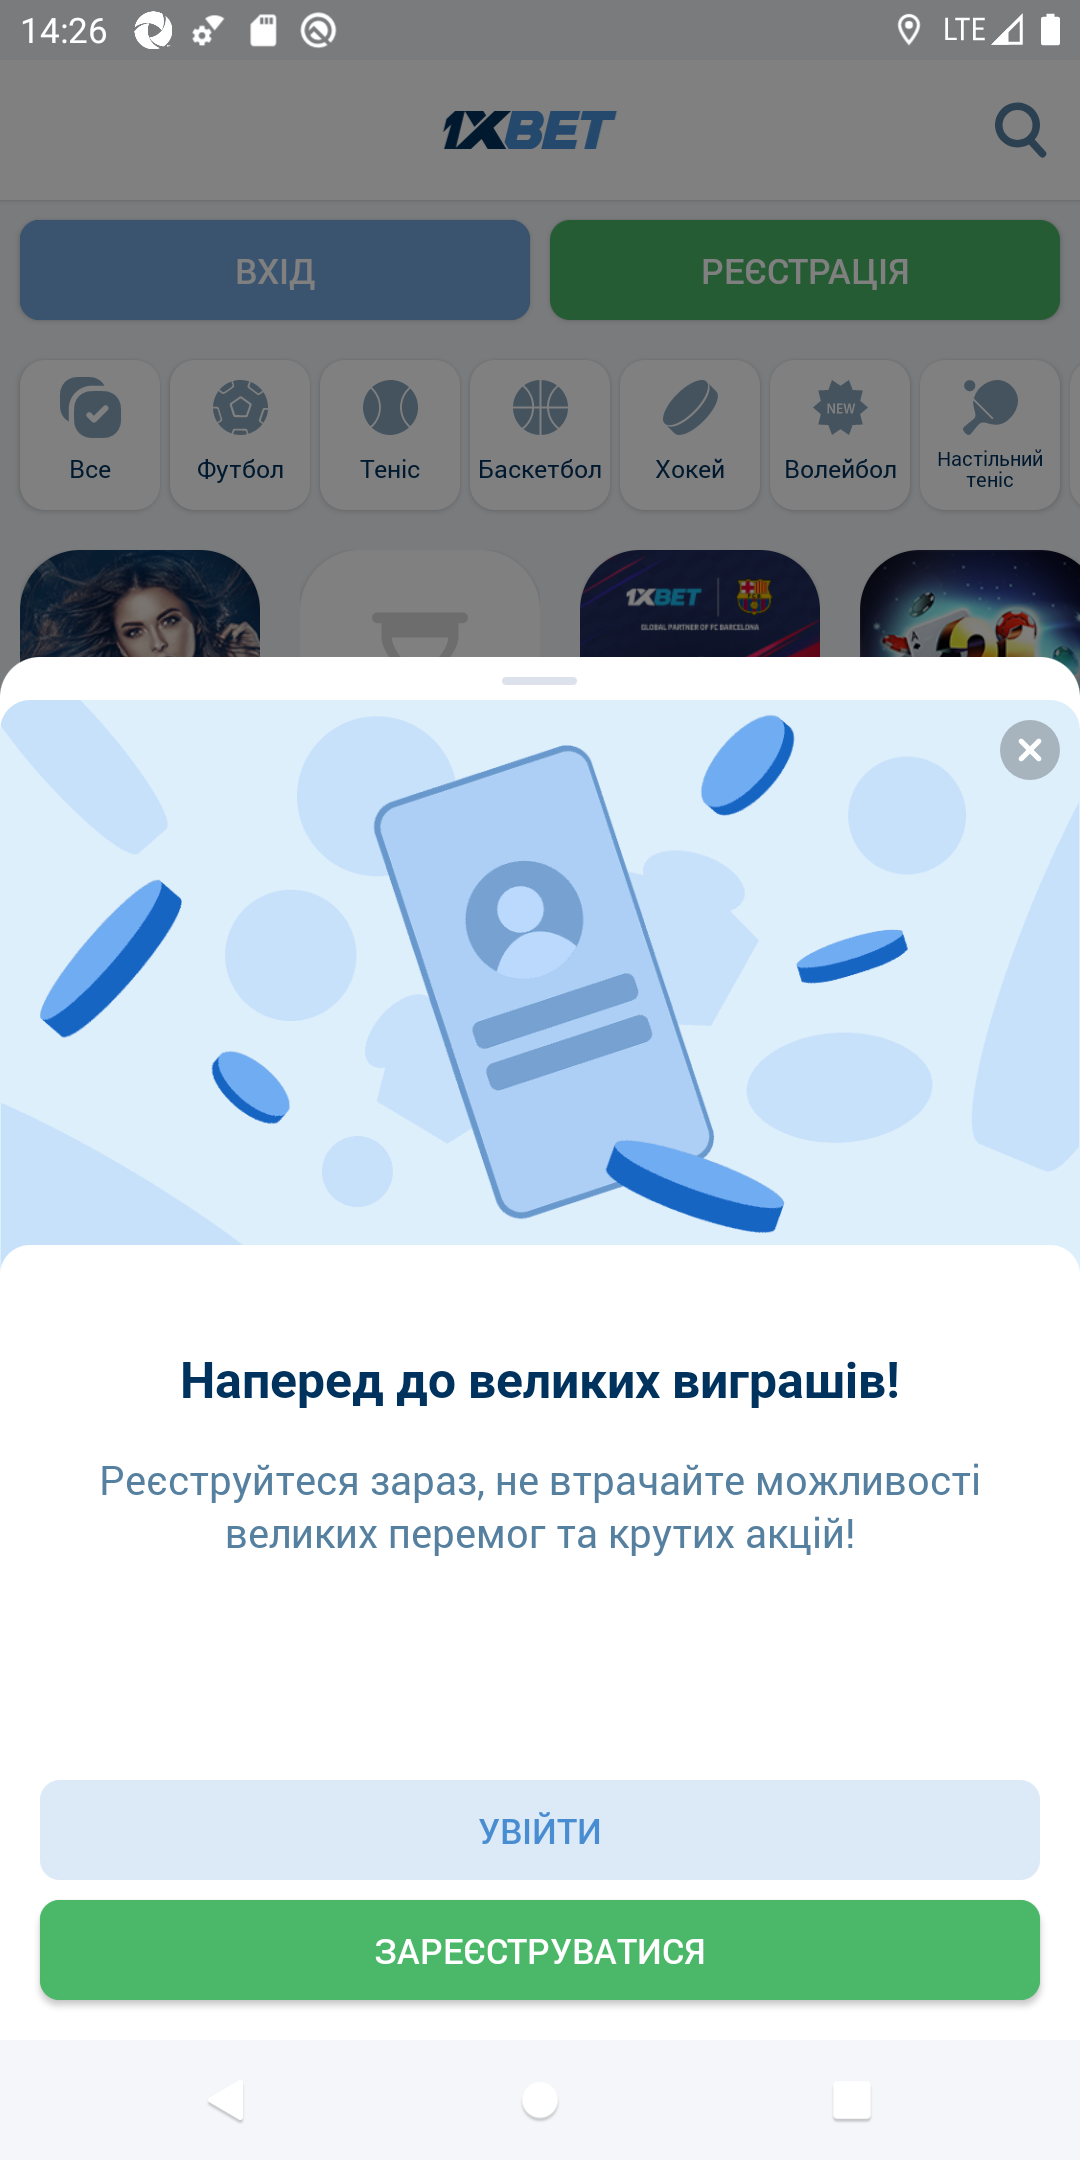 14:26
LTE
1XBET
ВХІД
РЕЄСТРАЦІЯ
NEW
Все
Футбол
Теніс
Баскетбол
Хокей
Волейбол
Настільний
теніс
1XBET
GLOBAL PARTNER OF FC BARCELONA
A
21
Наперед до великих виграшів!
Реєструйтеся зараз, не втрачайте можливості
великих перемог та крутих акцій!
УВІЙТИ
ЗАРЕЄСТРУВАТИСЯ